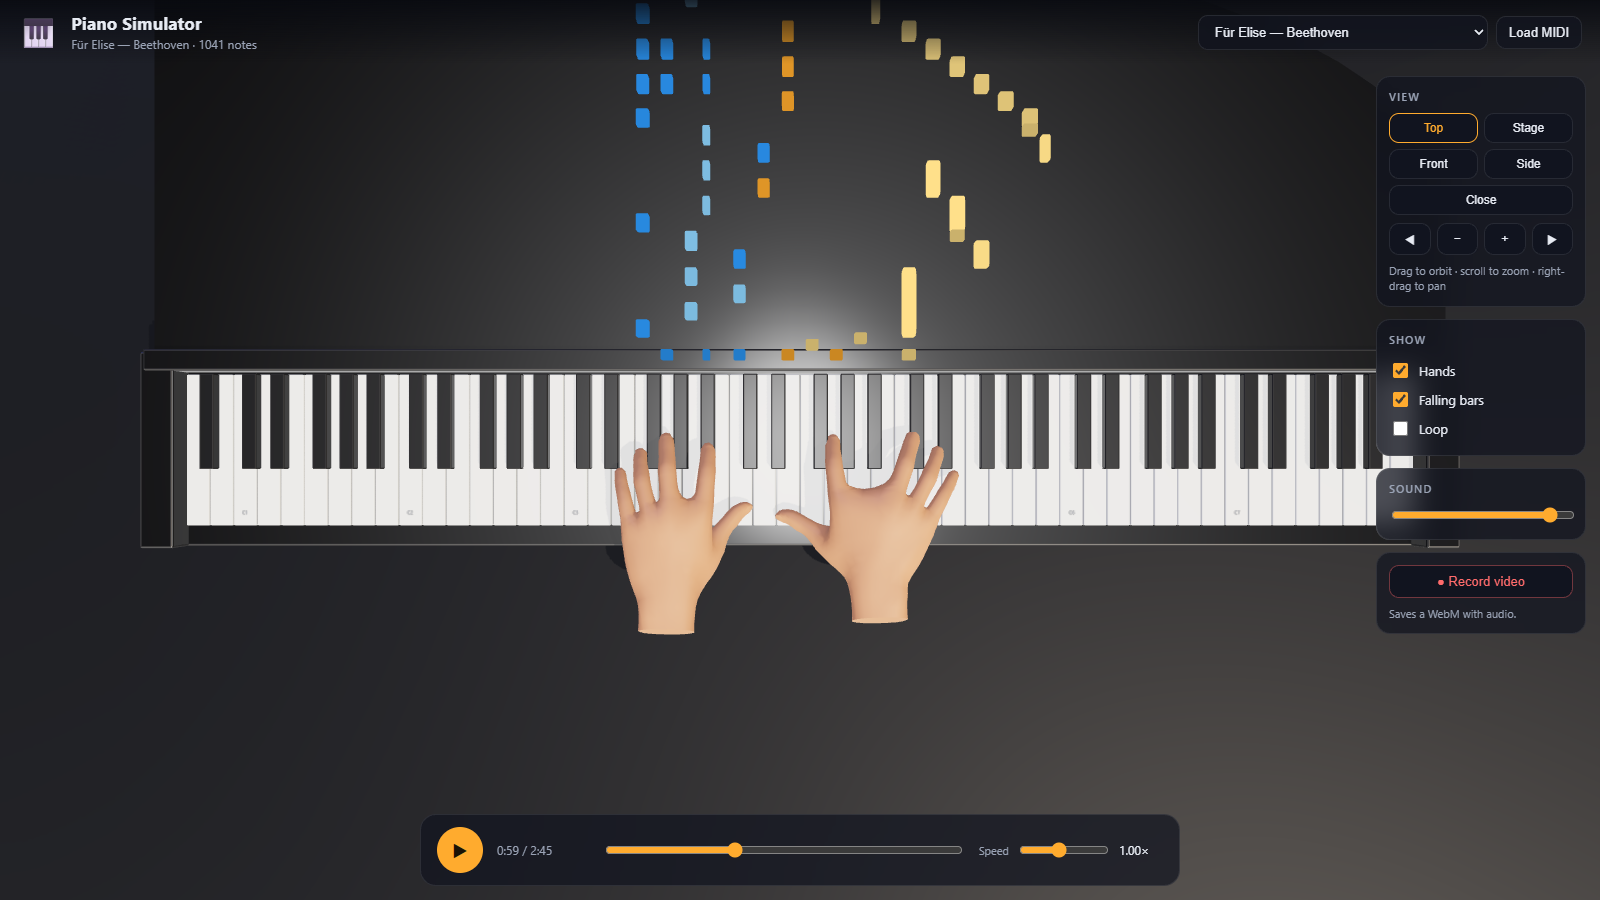 Piano Simulator
Für Elise — Beethoven · 1041 notes
Für Elise — Beethoven
Load MIDI
VIEW
Top
Stage
Front
Side
Close
−
+
Drag to orbit · scroll to zoom · right-
drag to pan
SHOW
Hands
Falling bars
Loop
SOUND
Record video
Saves a WebM with audio.
0:59 / 2:45
Speed
1.00×